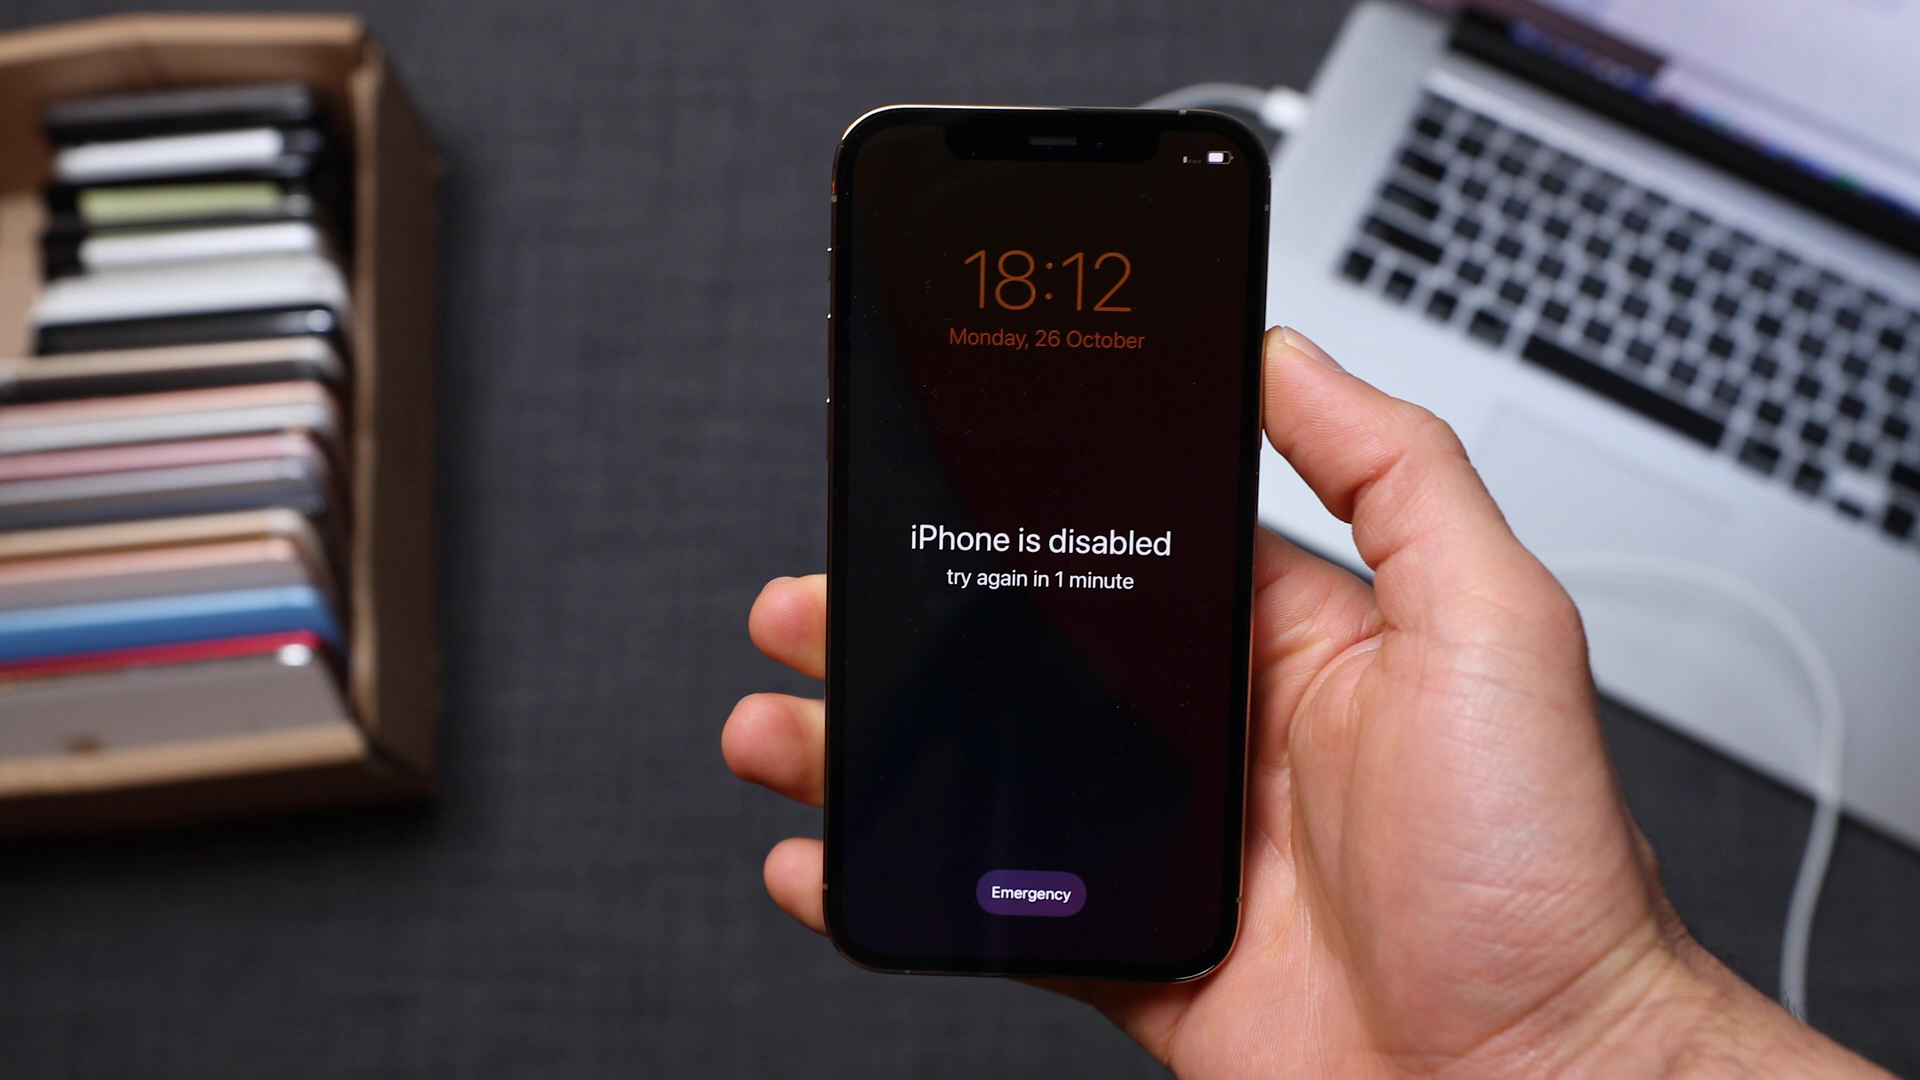 18:12
Monday, 26 October
iPhone is disabled
try again in 1 minute
Emergency